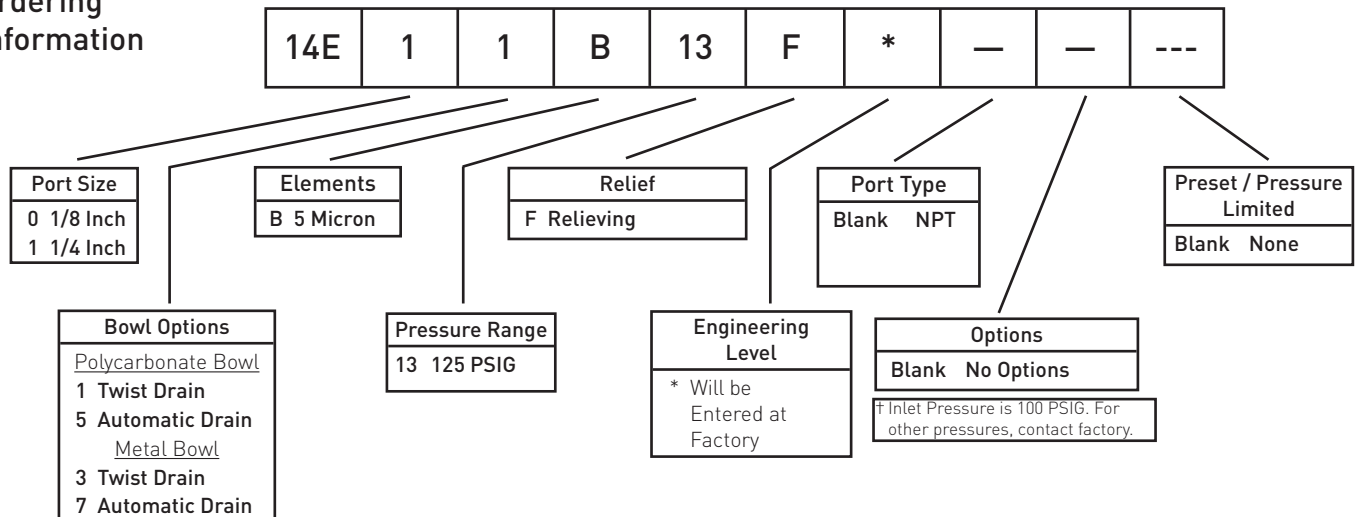 14E 1 1 B 13 F * — — ---
Port Size
0 1/8 Inch
1 1/4 Inch
Elements
B 5 Micron
Relief
F Relieving
Port Type
Blank NPT
Preset / Pressure
Limited
Blank None
Bowl Options
Polycarbonate Bowl
1 Twist Drain
5 Automatic Drain
Metal Bowl
3 Twist Drain
7 Automatic Drain
Pressure Range
13 125 PSIG
Engineering
Level
* Will be
Entered at
Factory
Options
Blank No Options
† Inlet Pressure is 100 PSIG. For
other pressures, contact factory.